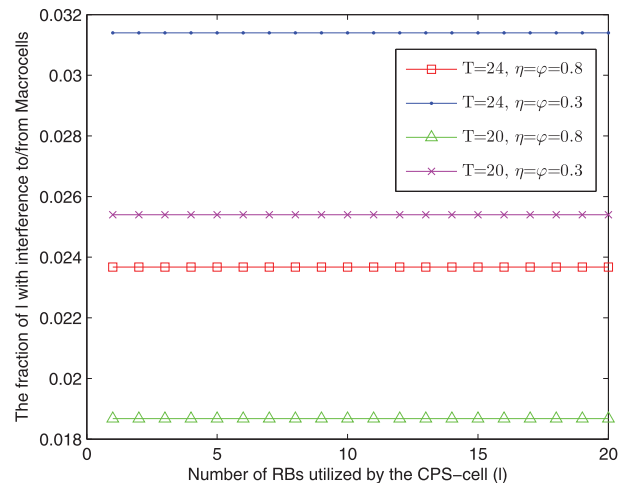 0.032
0.03
0.028
0.026
0.024
0.022
0.02
0.018
The fraction of l with interference to/from Macrocells
T=24, η=φ=0.8
T=24, η=φ=0.3
T=20, η=φ=0.8
T=20, η=φ=0.3
0 5 10 15 20
Number of RBs utilized by the CPS−cell (l)